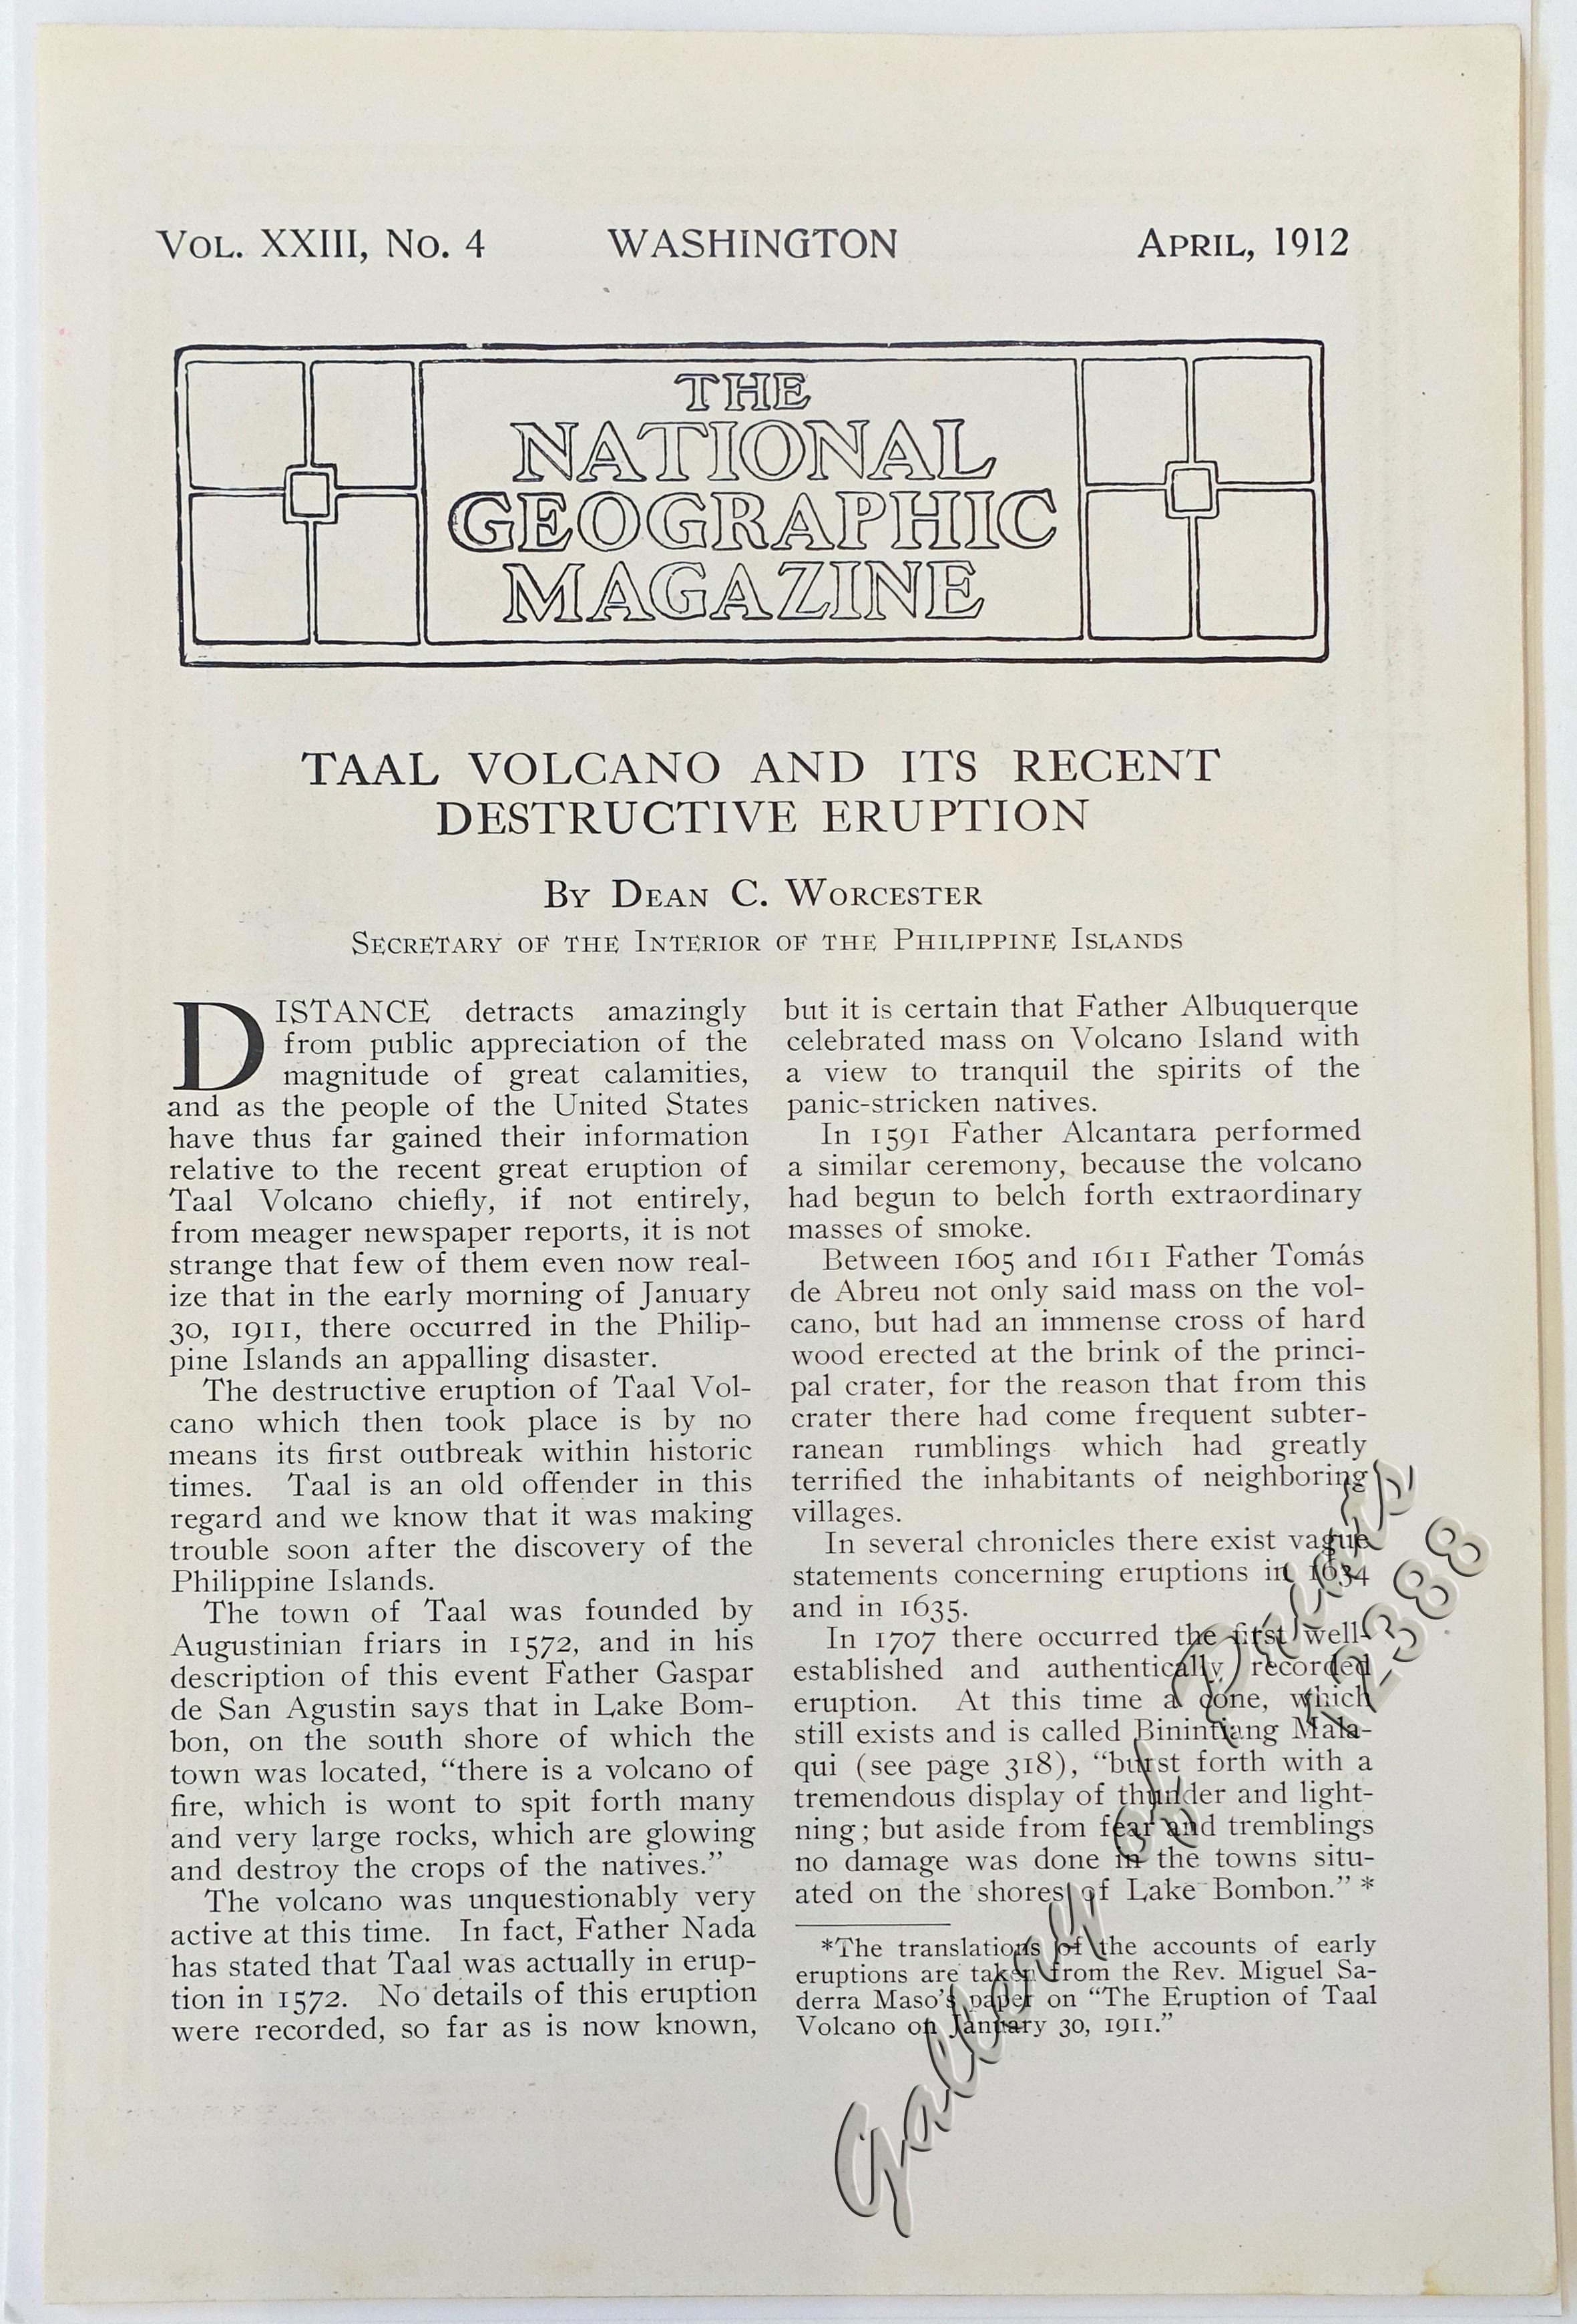 VOL. XXIII, No. 4 WASHINGTON APRIL, 1912
THE
NATIONAL
GEOGRAPHIC
MAGAZINE
TAAL VOLCANO AND ITS RECENT
DESTRUCTIVE ERUPTION
BY DEAN C. WORCESTER
SECRETARY OF THE INTERIOR OF THE PHILIPPINE ISLANDS
DISTANCE detracts amazingly
from public appreciation of the
magnitude of great calamities,
and as the people of the United States
have thus far gained their information
relative to the recent great eruption of
Taal Volcano chiefly, if not entirely,
from meager newspaper reports, it is not
strange that few of them even now real-
ize that in the early morning of January
30, 1911, there occurred in the Philip-
pine Islands an appalling disaster.
The destructive eruption of Taal Vol-
cano which then took place is by no
means its first outbreak within historic
times. Taal is an old offender in this
regard and we know that it was making
trouble soon after the discovery of the
Philippine Islands.
The town of Taal was founded by
Augustinian friars in 1572, and in his
description of this event Father Gaspar
de San Agustin says that in Lake Bom-
bon, on the south shore of which the
town was located, “there is a volcano of
fire, which is wont to spit forth many
and very large rocks, which are glowing
and destroy the crops of the natives.”
The volcano was unquestionably very
active at this time. In fact, Father Nada
has stated that Taal was actually in erup-
tion in 1572. No details of this eruption
were recorded, so far as is now known,
but it is certain that Father Albuquerque
celebrated mass on Volcano Island with
a view to tranquil the spirits of the
panic-stricken natives.
In 1591 Father Alcantara performed
a similar ceremony, because the volcano
had begun to belch forth extraordinary
masses of smoke.
Between 1605 and 1611 Father Tomás
de Abreu not only said mass on the vol-
cano, but had an immense cross of hard
wood erected at the brink of the princi-
pal crater, for the reason that from this
crater there had come frequent subter-
ranean rumblings which had greatly
terrified the inhabitants of neighboring
villages.
In several chronicles there exist vague
statements concerning eruptions in 1634
and in 1635.
In 1707 there occurred the first well-
established and authentically recorded
eruption. At this time a cone, which
still exists and is called Binintiang Mala-
qui (see page 318), “burst forth with a
tremendous display of thunder and light-
ning; but aside from fear and tremblings
no damage was done in the towns situ-
ated on the shores of Lake Bombon.” *
*The translations of the accounts of early
eruptions are taken from the Rev. Miguel Sa-
derra Maso’s paper on “The Eruption of Taal
Volcano on January 30, 1911.”
Gallery of Prints
12388